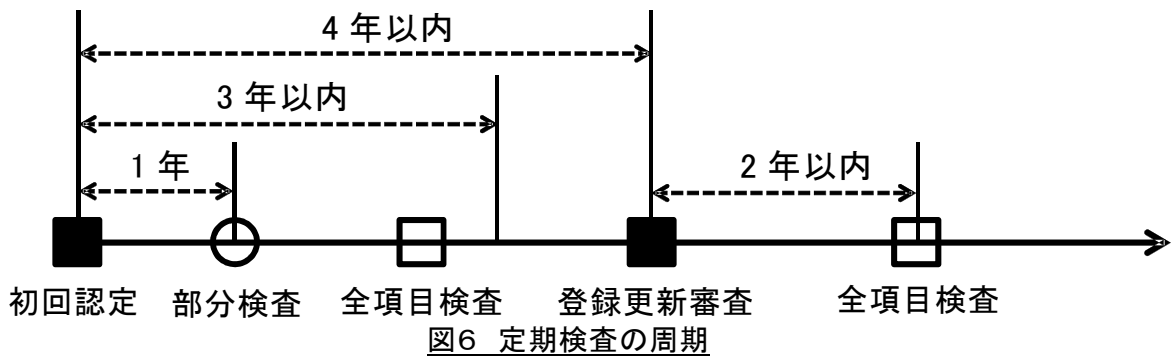 4 年以内
3 年以内
1 年
2 年以内
初回認定 部分検査 全項目検査 登録更新審査 全項目検査
図6 定期検査の周期